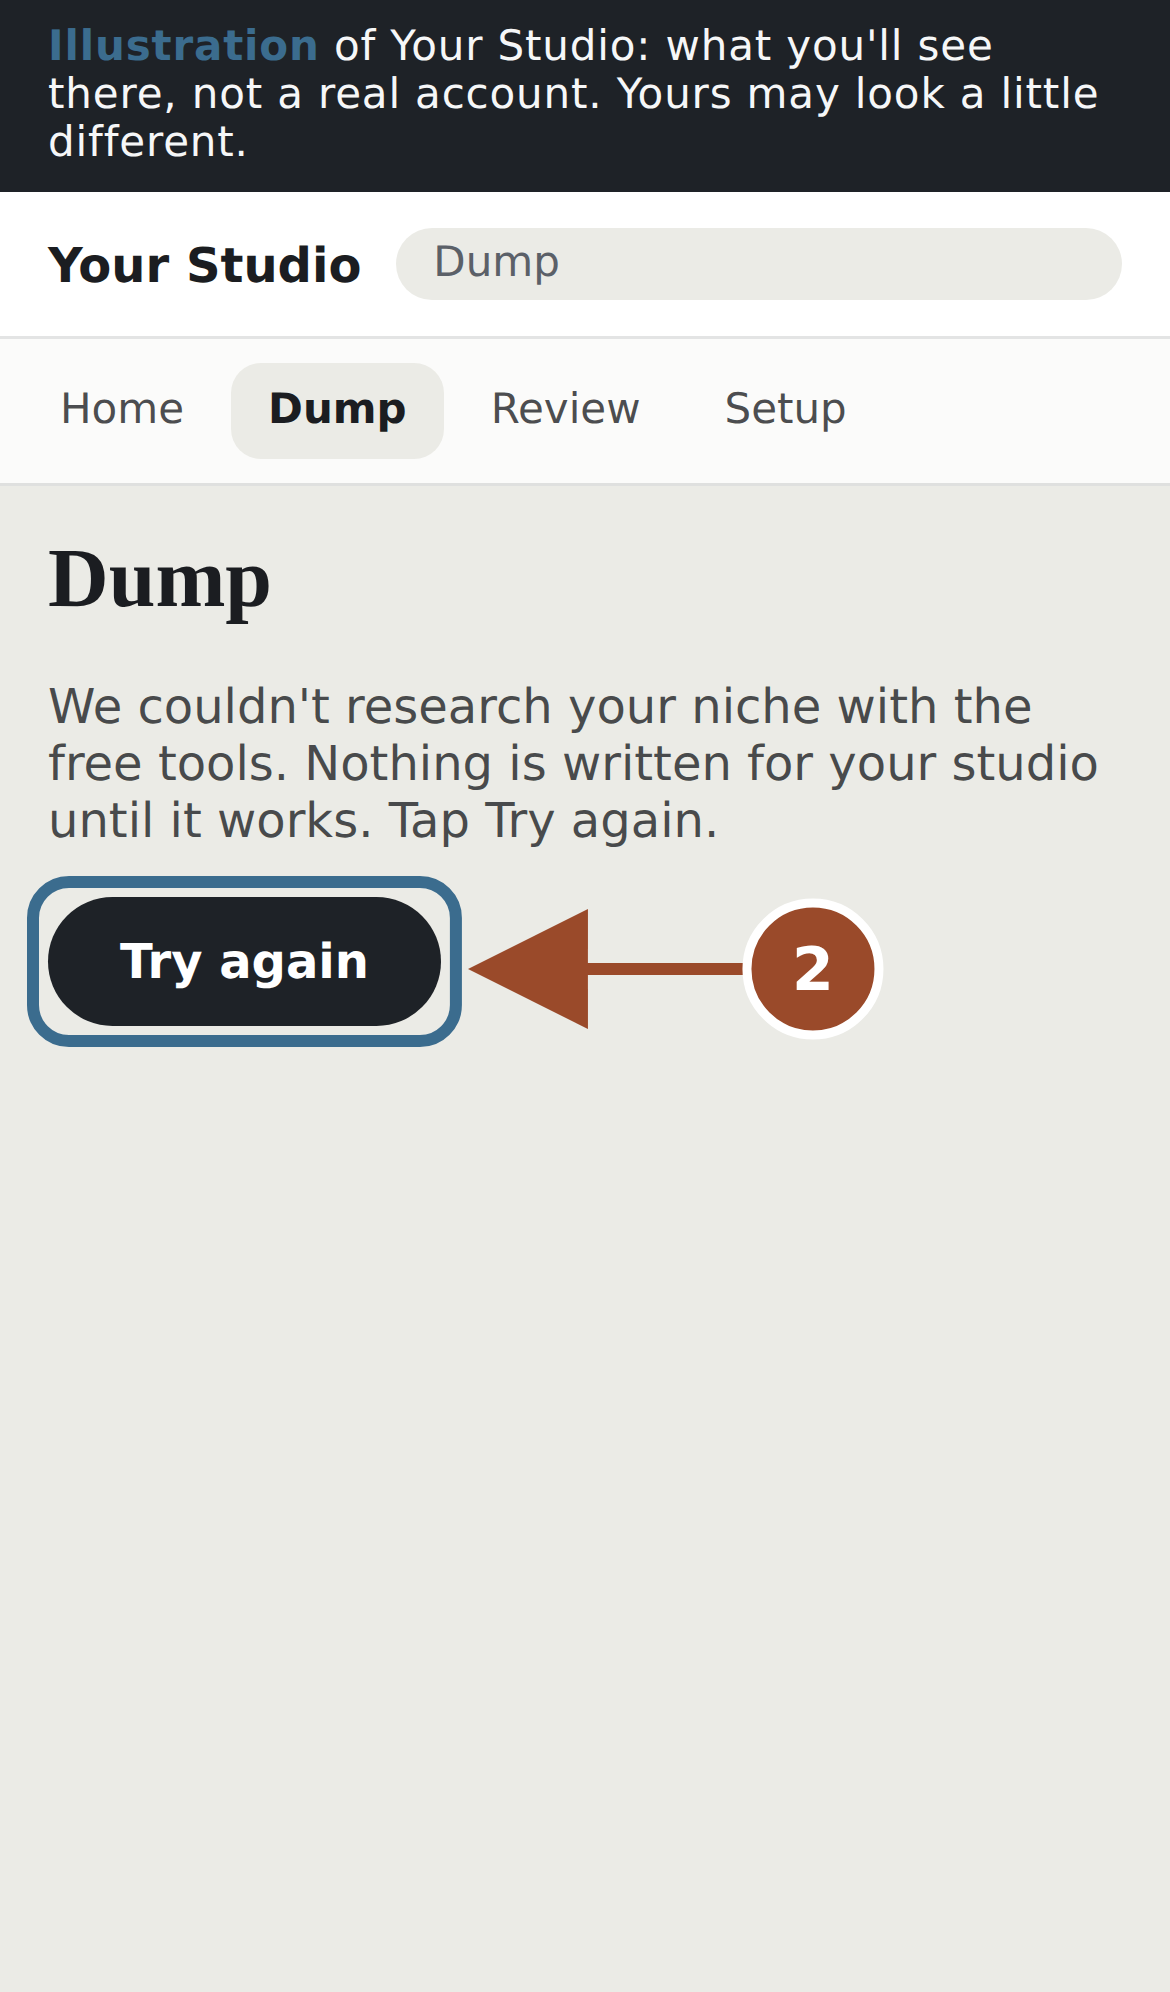 Illustration of Your Studio: what you'll see
there, not a real account. Yours may look a little
different.
Your Studio
Dump
Home
Dump
Review
Setup
Dump
We couldn't research your niche with the
free tools. Nothing is written for your studio
until it works. Tap Try again.
Try again
2